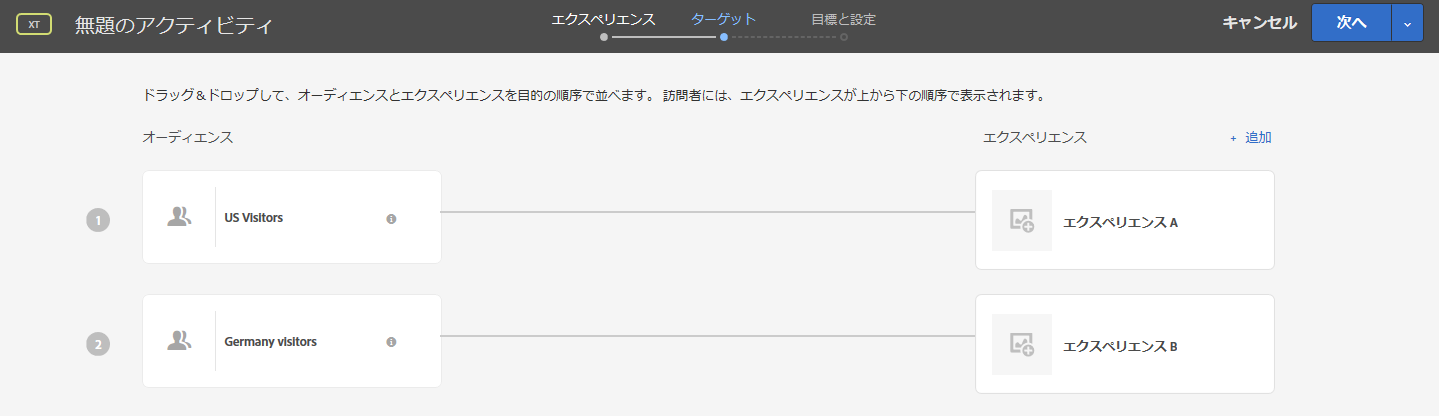 XT 無題のアクティビティ エクスペリエンス ターゲット 目標と設定 キャンセル 次へ
ドラッグ＆ドロップして、オーディエンスとエクスペリエンスを目的の順序で並べます。 訪問者には、エクスペリエンスが上から下の順序で表示されます。
オーディエンス エクスペリエンス + 追加
1 US Visitors エクスペリエンス A
2 Germany visitors エクスペリエンス B